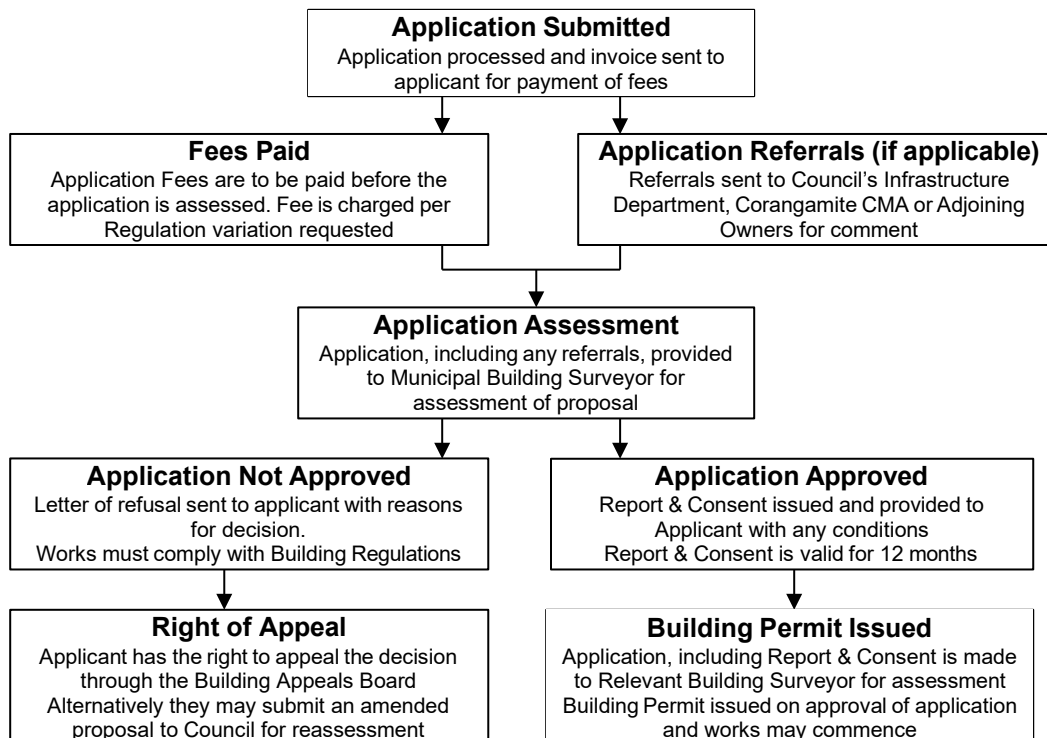 Application Submitted
Application processed and invoice sent to
applicant for payment of fees
Fees Paid
Application Fees are to be paid before the
application is assessed. Fee is charged per
Regulation variation requested
Application Referrals (if applicable)
Referrals sent to Council's Infrastructure
Department, Corangamite CMA or Adjoining
Owners for comment
Application Assessment
Application, including any referrals, provided
to Municipal Building Surveyor for
assessment of proposal
Application Not Approved
Letter of refusal sent to applicant with reasons
for decision.
Works must comply with Building Regulations
Application Approved
Report & Consent issued and provided to
Applicant with any conditions
Report & Consent is valid for 12 months
Right of Appeal
Applicant has the right to appeal the decision
through the Building Appeals Board
Alternatively they may submit an amended
proposal to Council for reassessment
Building Permit Issued
Application, including Report & Consent is made
to Relevant Building Surveyor for assessment
Building Permit issued on approval of application
and works may commence